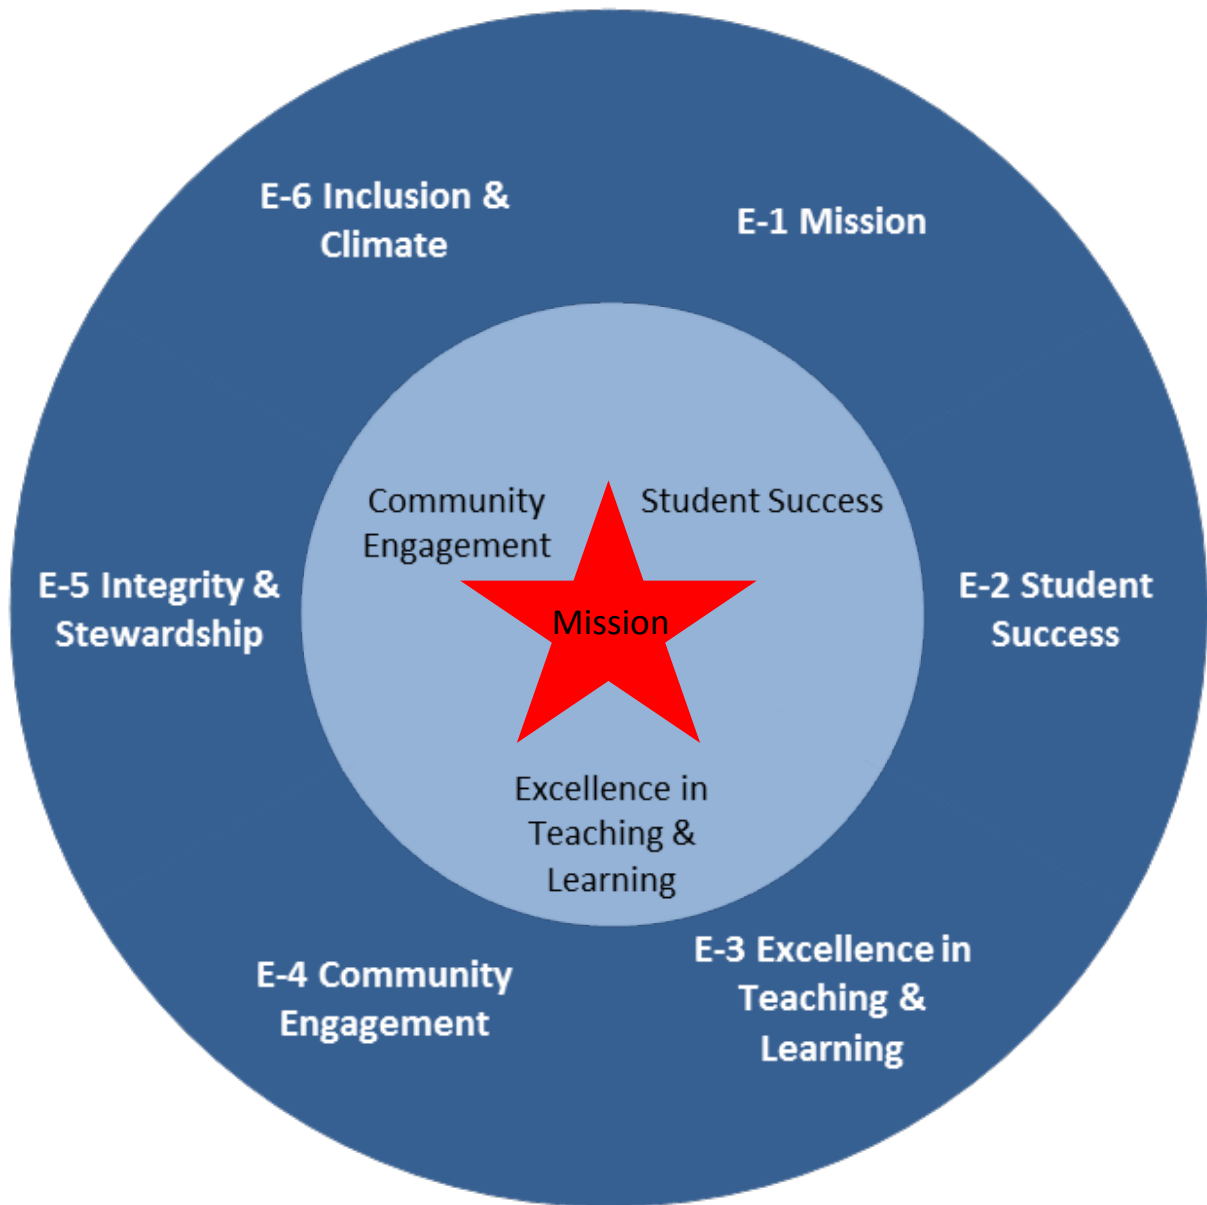 E-6 Inclusion &
Climate
E-1 Mission
Community
Engagement
Student Success
Mission
E-5 Integrity &
Stewardship
E-2 Student
Success
Excellence in
Teaching &
Learning
E-4 Community
Engagement
E-3 Excellence in
Teaching &
Learning